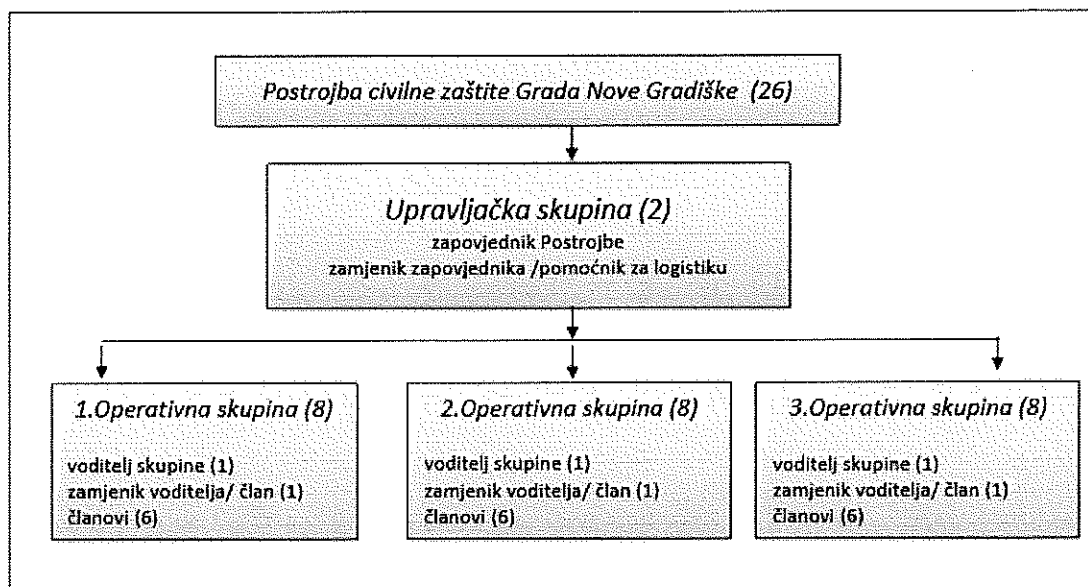 Postrojba civilne zaštite Grada Nove Gradiške (26)
Upravljačka skupina (2)
zapovjednik Postrojbe
zamjenik zapovjednika /pomoćnik za logistiku
1.Operativna skupina (8)
voditelj skupine (1)
zamjenik voditelja/ član (1)
članovi (6)
2.Operativna skupina (8)
voditelj skupine (1)
zamjenik voditelja/ član (1)
članovi (6)
3.Operativna skupina (8)
voditelj skupine (1)
zamjenik voditelja/ član (1)
članovi (6)